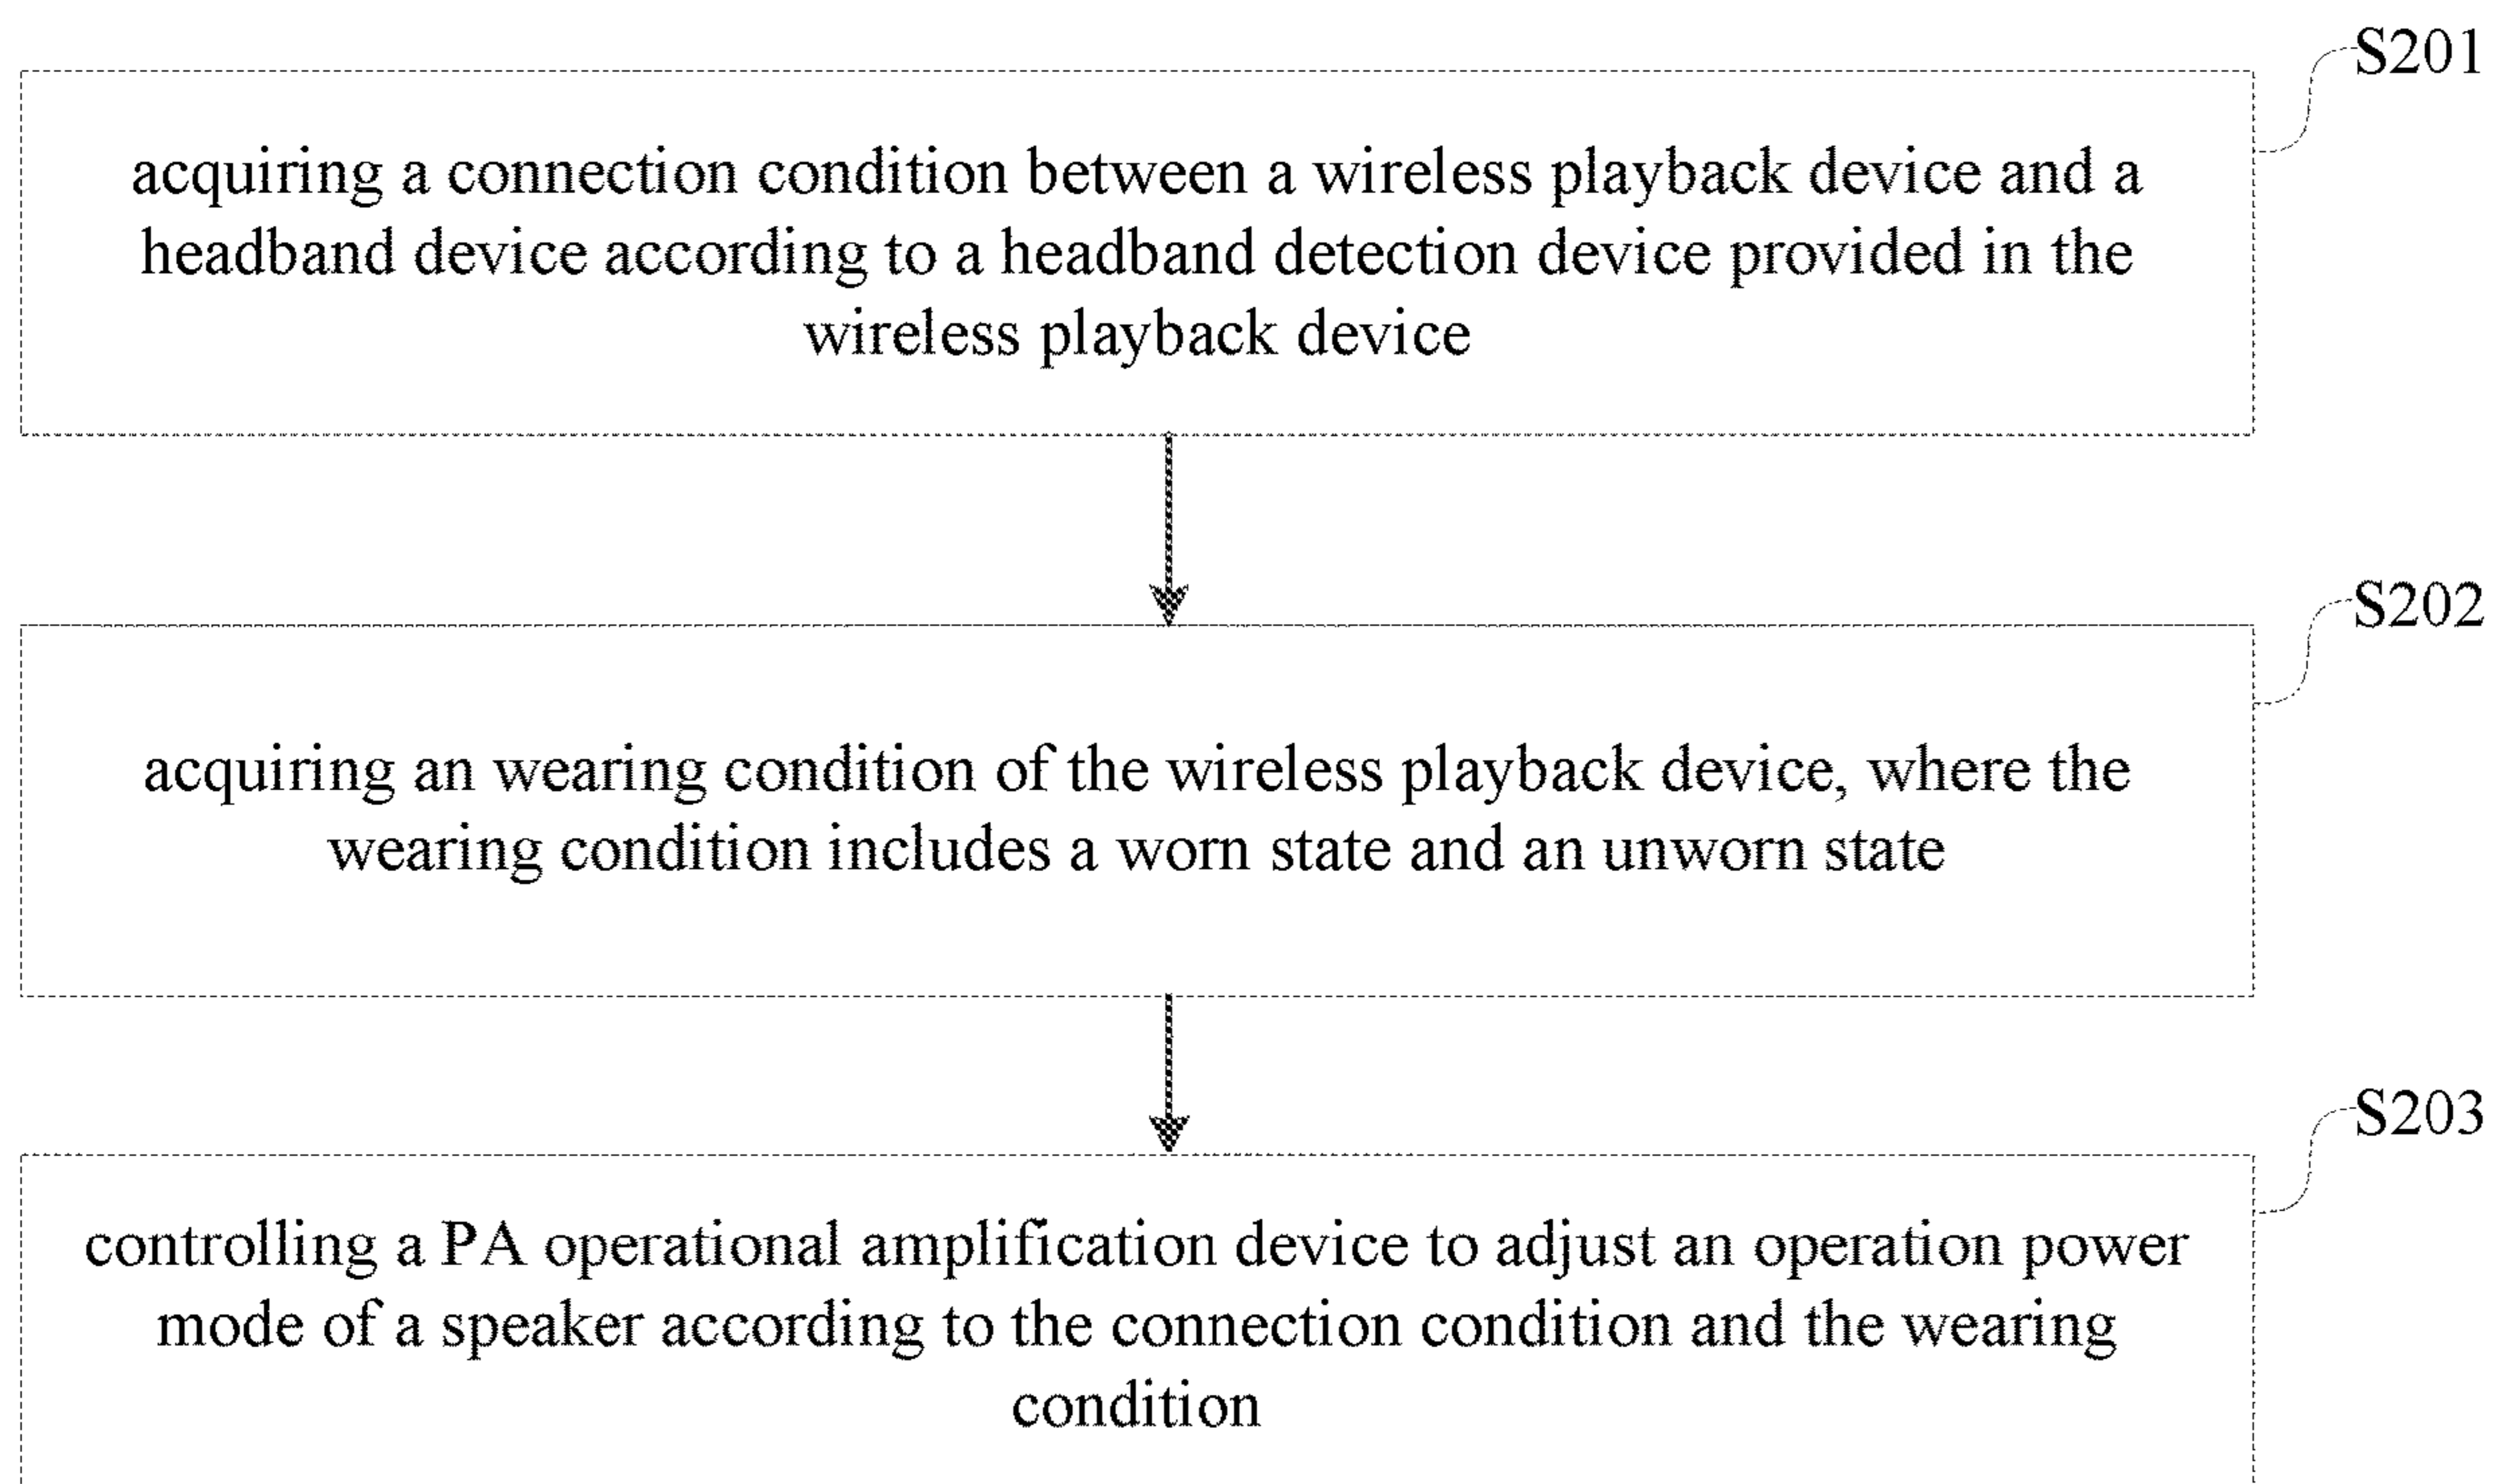 S201
acquiring a connection condition between a wireless playback device and a
headband device according to a headband detection device provided in the
wireless playback device
S202
acquiring an wearing condition of the wireless playback device, where the
wearing condition includes a worn state and an unworn state
S203
controlling a PA operational amplification device to adjust an operation power
mode of a speaker according to the connection condition and the wearing
condition